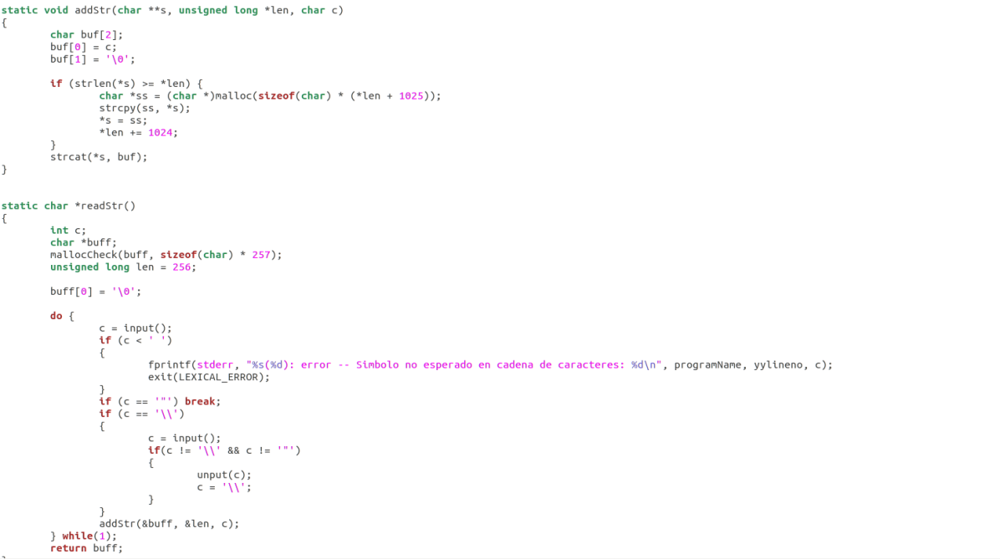 static void addStr(char **s, unsigned long *len, char c)
{
        char buf[2];
        buf[0] = c;
        buf[1] = '\0';

        if (strlen(*s) >= *len) {
                char *ss = (char *)malloc(sizeof(char) * (*len + 1025));
                strcpy(ss, *s);
                *s = ss;
                *len += 1024;
        }
        strcat(*s, buf);
}


static char *readStr()
{
        int c;
        char *buff;
        mallocCheck(buff, sizeof(char) * 257);
        unsigned long len = 256;

        buff[0] = '\0';

        do {
                c = input();
                if (c < ' ')
                {
                        fprintf(stderr, "%s(%d): error -- Simbolo no esperado en cadena de caracteres: %d\n", programName, yylineno, c);
                        exit(LEXICAL_ERROR);
                }
                if (c == '"') break;
                if (c == '\\')
                {
                        c = input();
                        if(c != '\\' && c != '"')
                        {
                                unput(c);
                                c = '\\';
                        }
                }
                addStr(&buff, &len, c);
        } while(1);
        return buff;